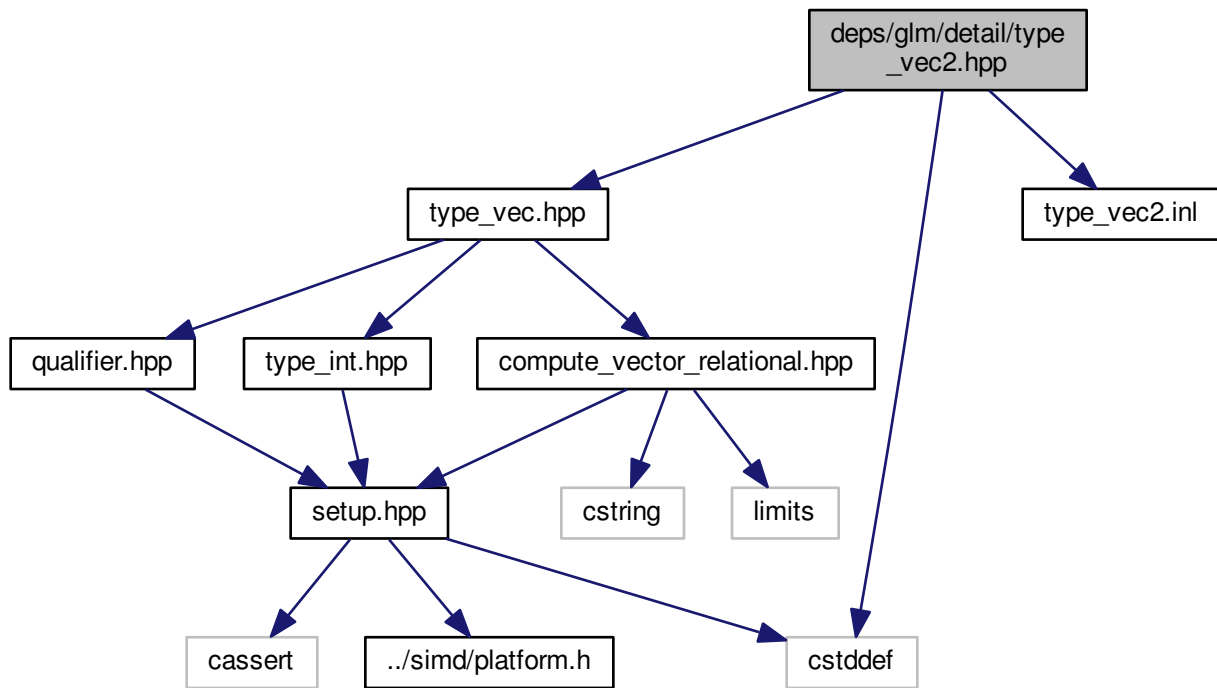 deps/glm/detail/type
_vec2.hpp
type_vec.hpp
type_vec2.inl
qualifier.hpp
type_int.hpp
compute_vector_relational.hpp
setup.hpp
cstring
limits
cassert
../simd/platform.h
cstddef